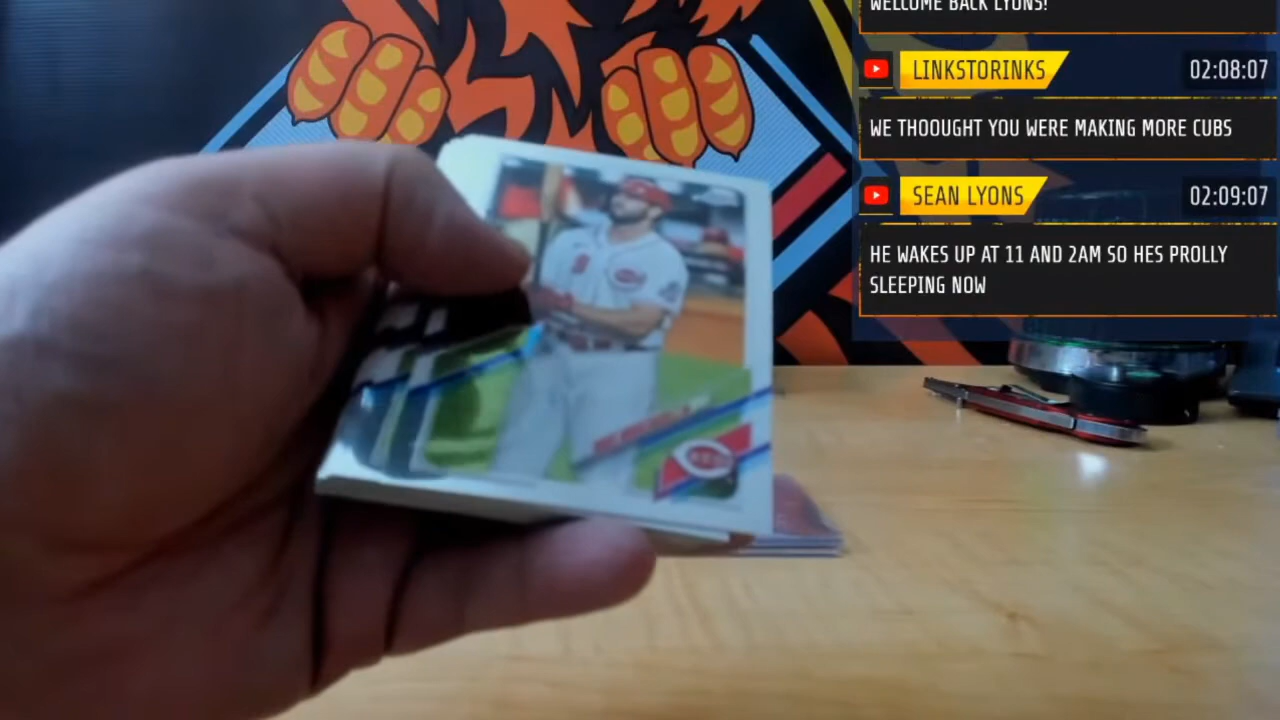 WELCOME BACK LYONS!
LINKSTORINKS 02:08:07
WE THOOUGHT YOU WERE MAKING MORE CUBS
SEAN LYONS 02:09:07
HE WAKES UP AT 11 AND 2AM SO HES PROLLY
SLEEPING NOW